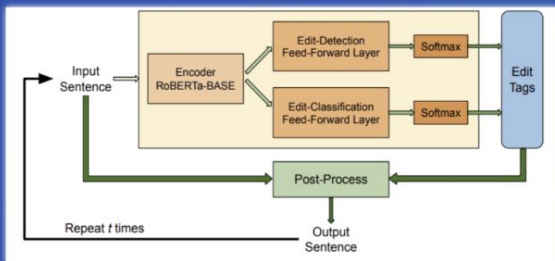 Input
Sentence
Encoder
RoBERTa-BASE
Edit-Detection
Feed-Forward Layer
Softmax
Edit-Classification
Feed-Forward Layer
Softmax
Edit
Tags
Post-Process
Output
Sentence
Repeat t times